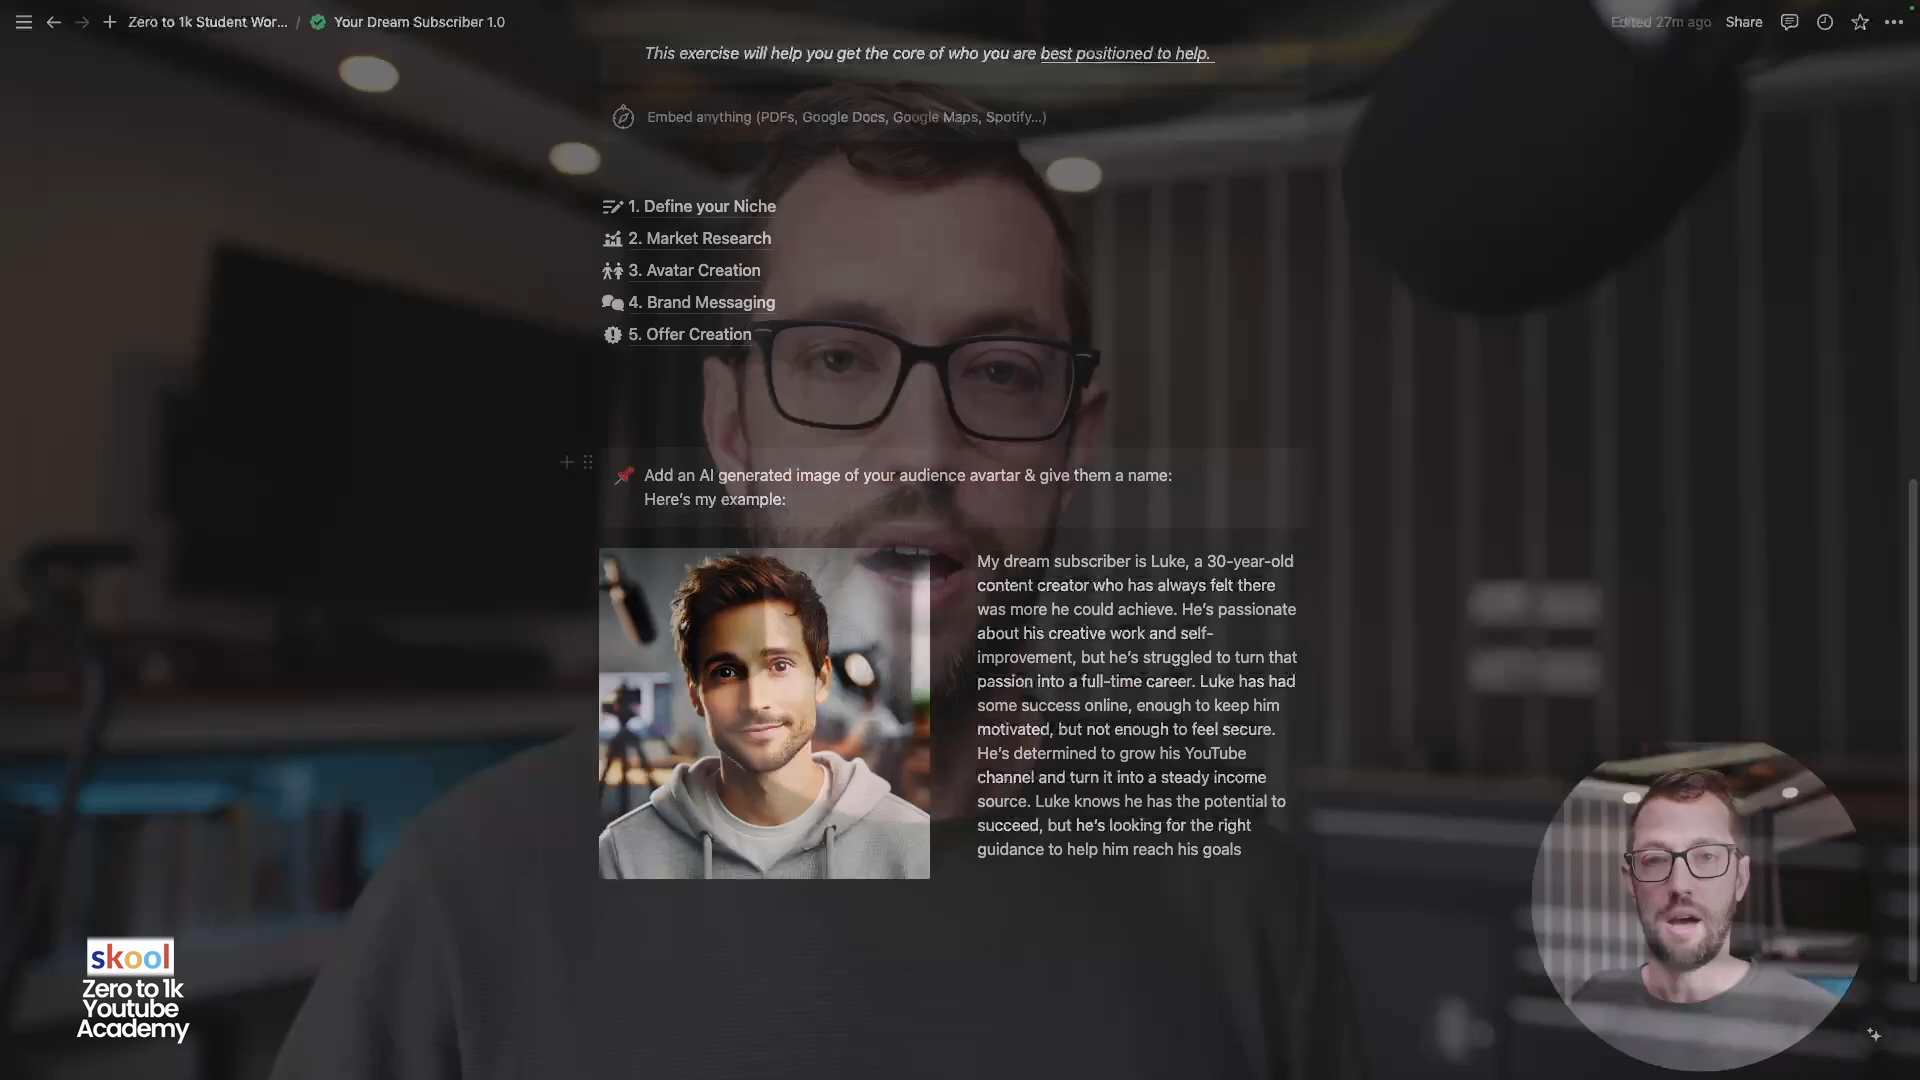 Zero to 1k Student Wor... / Your Dream Subscriber 1.0
Edited 27m ago Share
This exercise will help you get the core of who you are best positioned to help.
Embed anything (PDFs, Google Docs, Google Maps, Spotify...)
1. Define your Niche
2. Market Research
3. Avatar Creation
4. Brand Messaging
5. Offer Creation
Add an AI generated image of your audience avartar & give them a name:
Here's my example:
My dream subscriber is Luke, a 30-year-old
content creator who has always felt there
was more he could achieve. He's passionate
about his creative work and self-
improvement, but he's struggled to turn that
passion into a full-time career. Luke has had
some success online, enough to keep him
motivated, but not enough to feel secure.
He's determined to grow his YouTube
channel and turn it into a steady income
source. Luke knows he has the potential to
succeed, but he's looking for the right
guidance to help him reach his goals
skool
Zero to 1k
Youtube
Academy